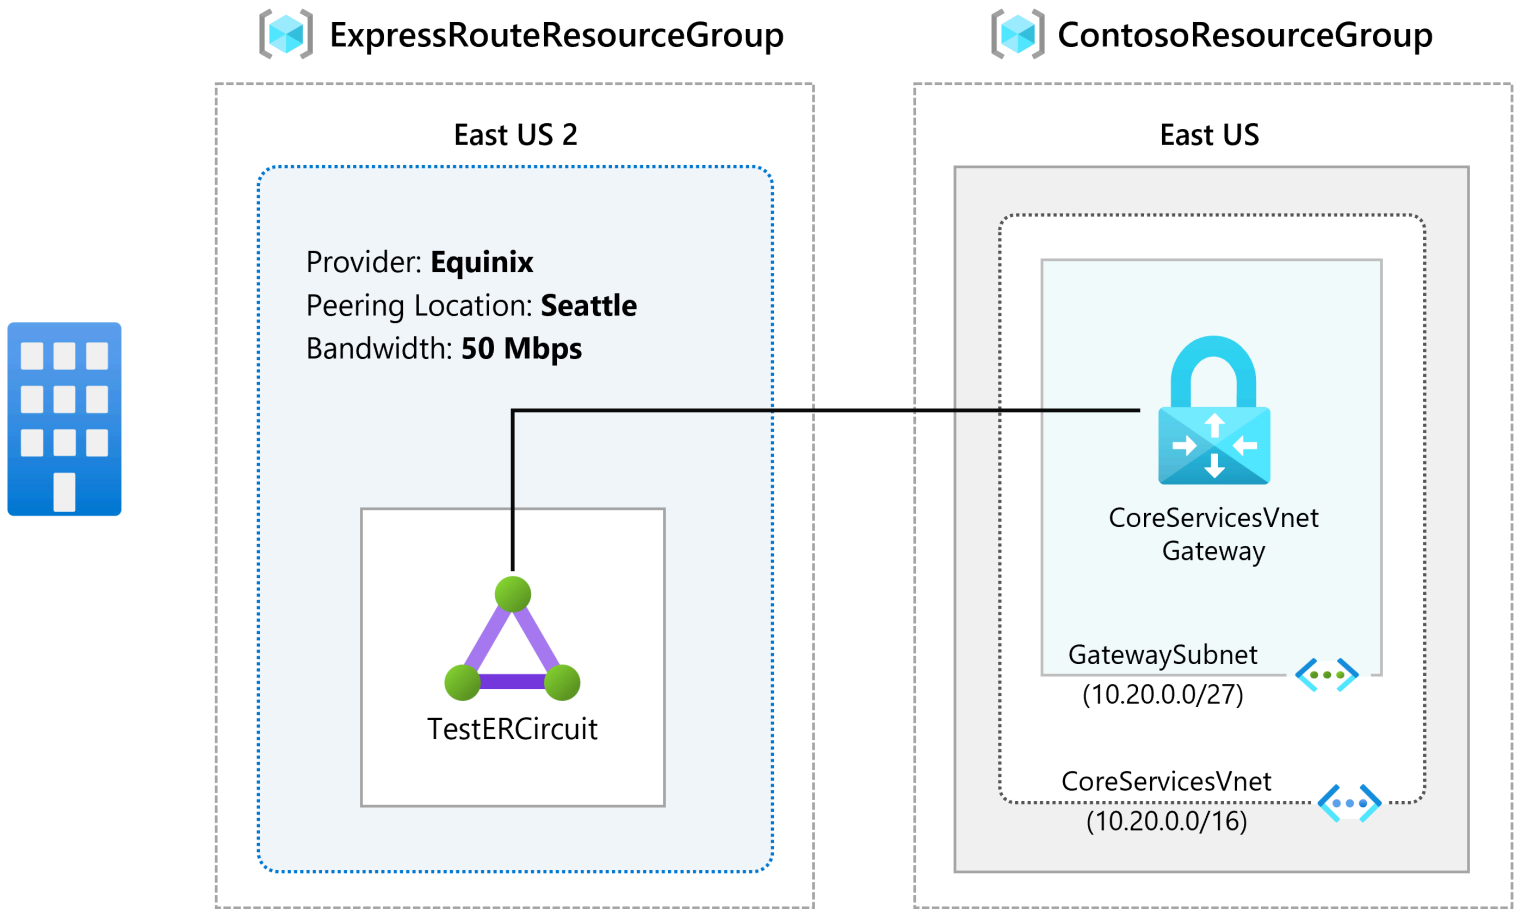 ExpressRouteResourceGroup
East US 2
Provider: Equinix
Peering Location: Seattle
Bandwidth: 50 Mbps
TestERCircuit
ContosoResourceGroup
East US
CoreServicesVnet
Gateway
GatewaySubnet
(10.20.0.0/27)
CoreServicesVnet
(10.20.0.0/16)